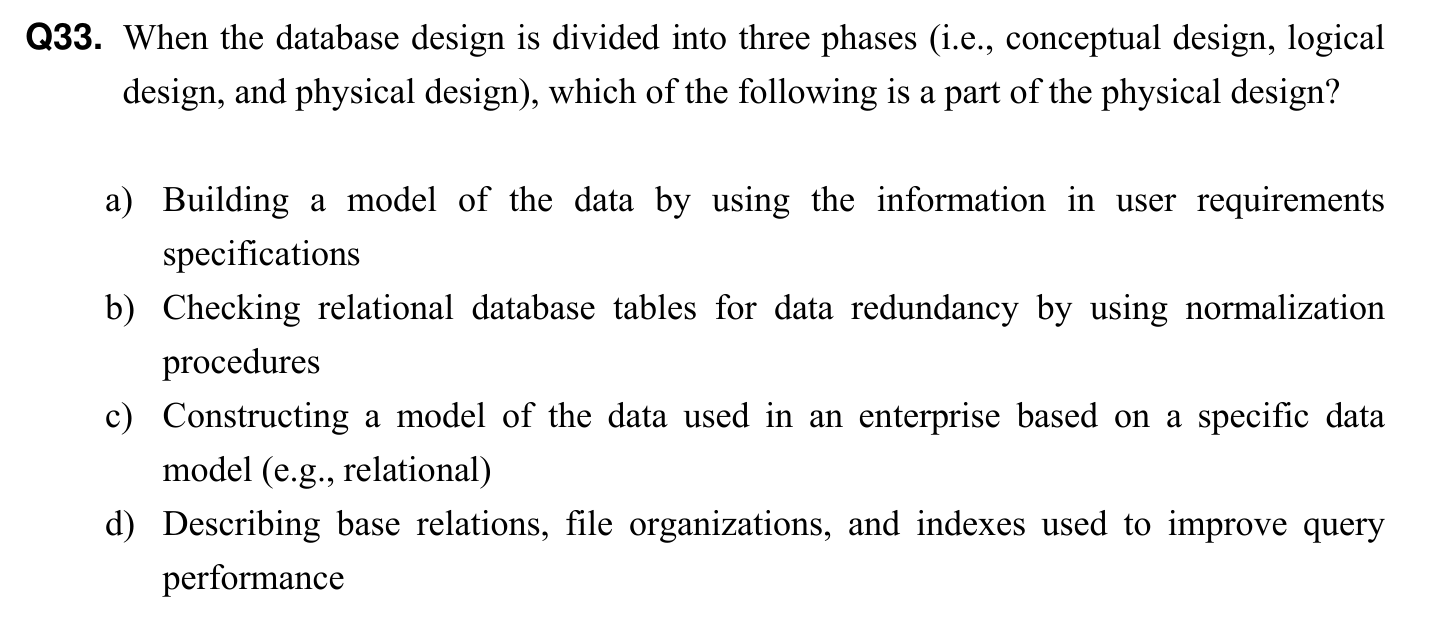 Q33. When the database design is divided into three phases (i.e., conceptual design, logical
design, and physical design), which of the following is a part of the physical design?
a) Building a model of the data by using the information in user requirements
specifications
b) Checking relational database tables for data redundancy by using normalization
procedures
c) Constructing a model of the data used in an enterprise based on a specific data
model (e.g., relational)
d) Describing base relations, file organizations, and indexes used to improve query
performance